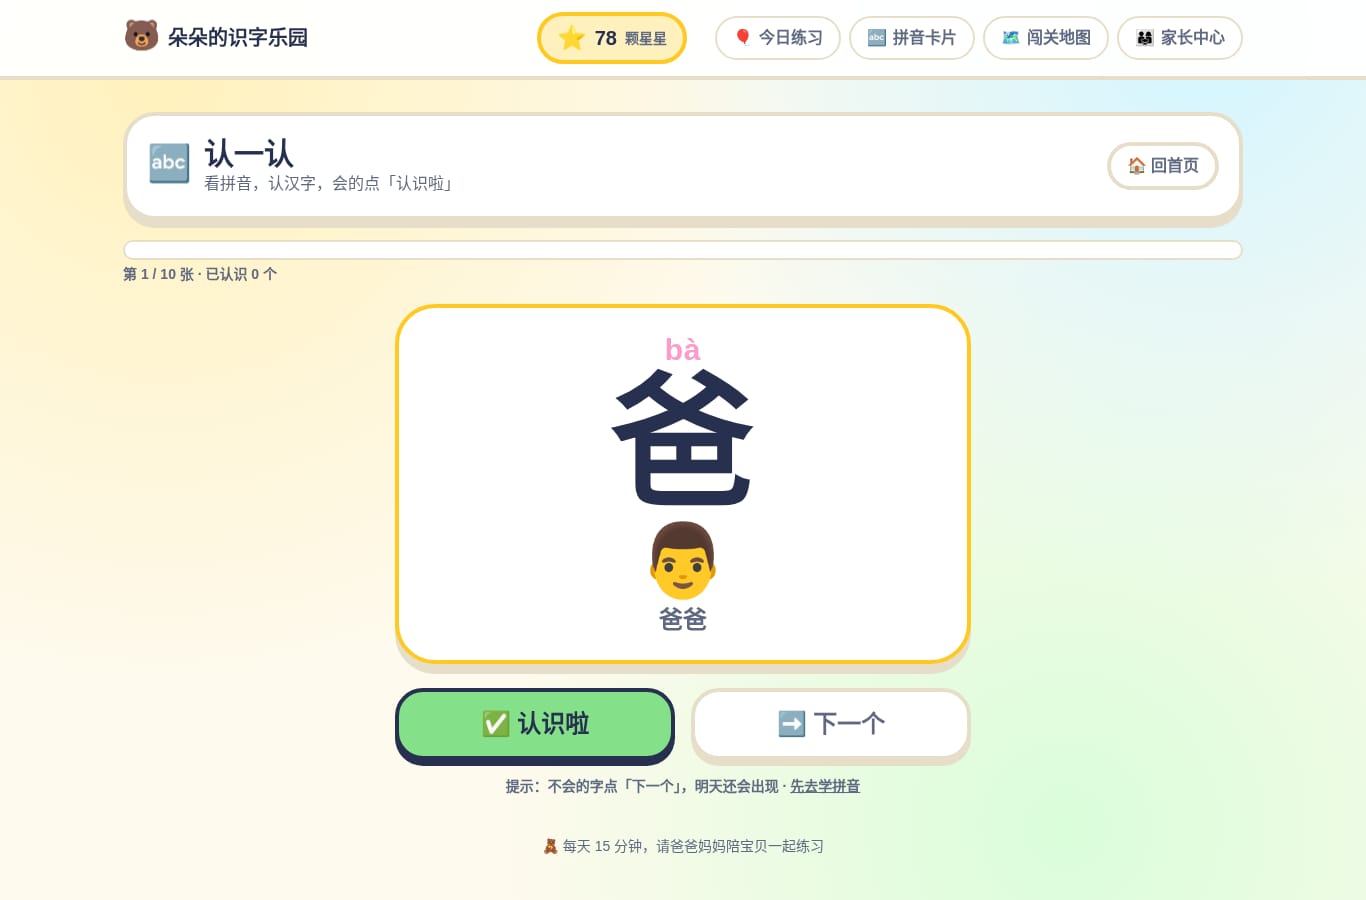 朵朵的识字乐园
78 颗星星
今日练习
abc 拼音卡片
闯关地图
家长中心
abc
认一认
看拼音，认汉字，会的点「认识啦」
回首页
第 1 / 10 张 · 已认识 0 个
bà
爸
爸爸
认识啦
下一个
提示：不会的字点「下一个」，明天还会出现 · 先去学拼音
每天 15 分钟，请爸爸妈妈陪宝贝一起练习